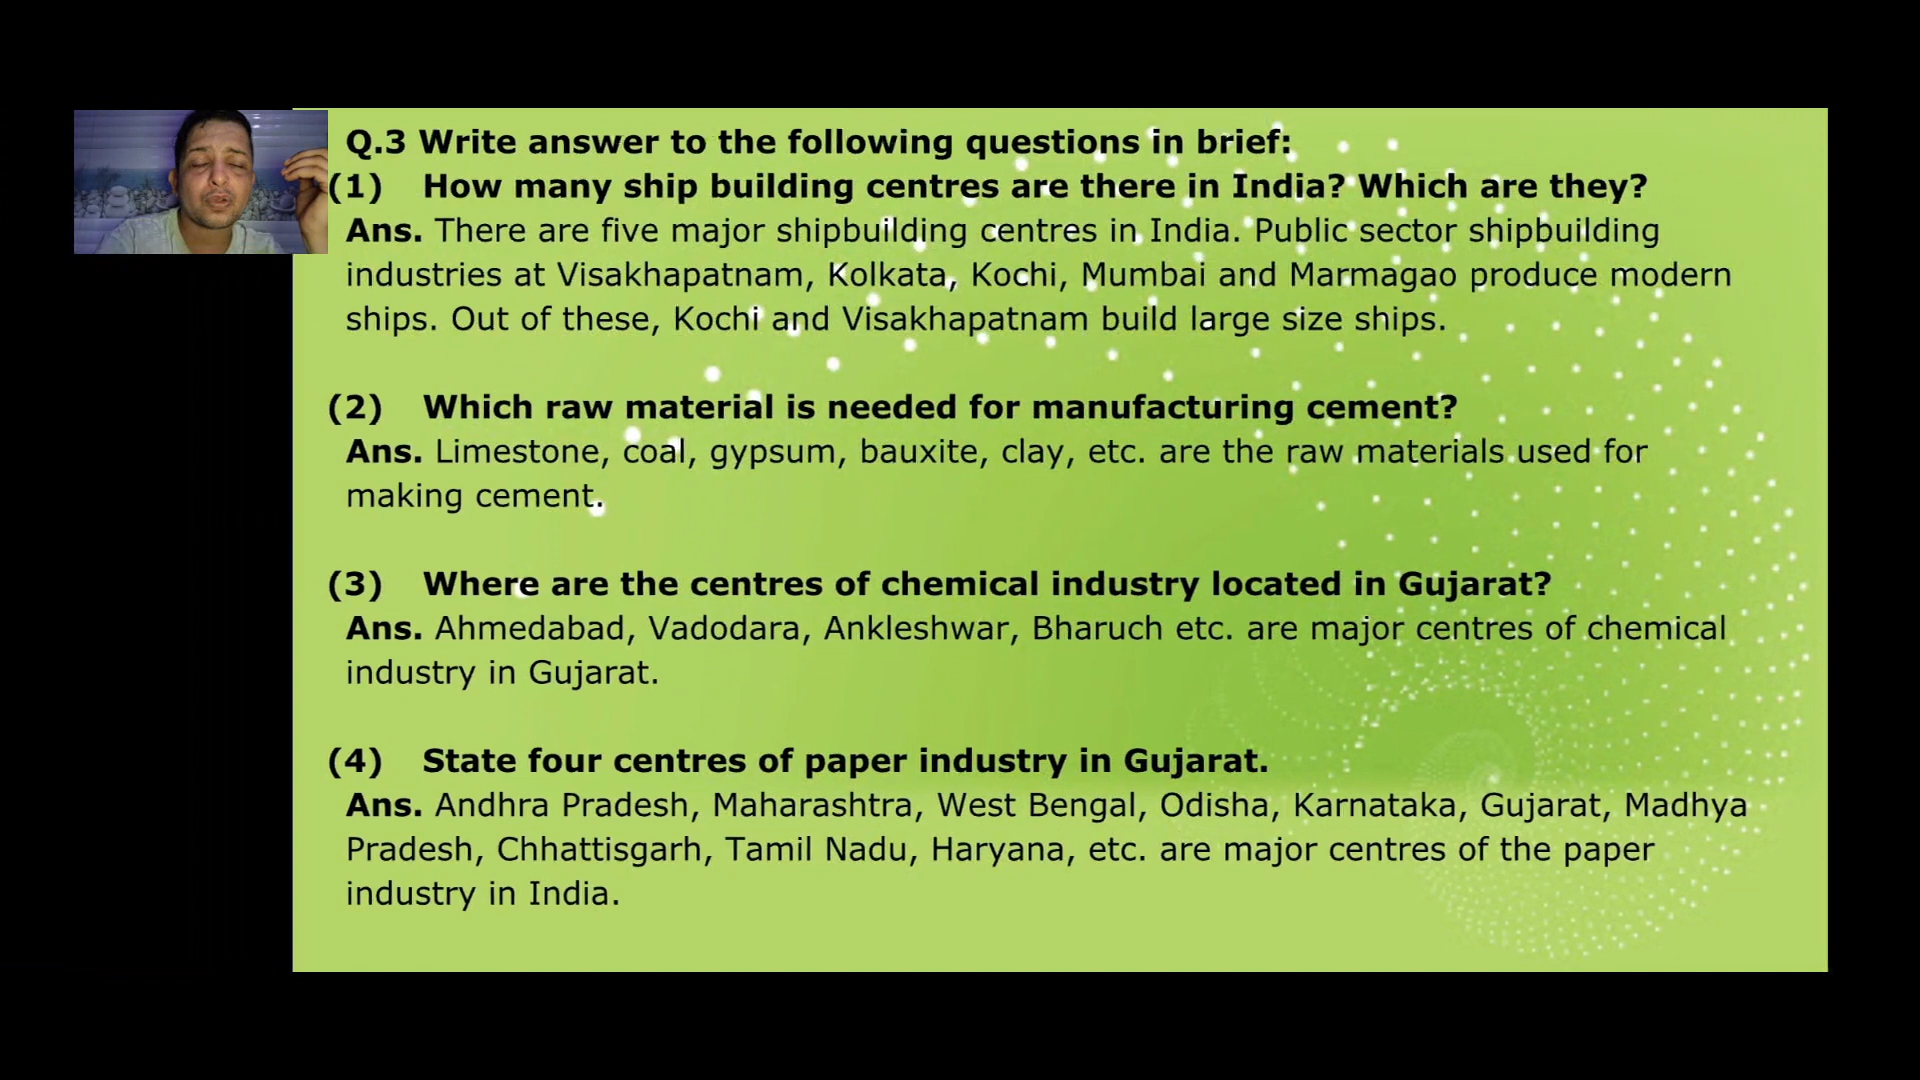 Q.3 Write answer to the following questions in brief:
(1) How many ship building centres are there in India? Which are they?
Ans. There are five major shipbuilding centres in India. Public sector shipbuilding
industries at Visakhapatnam, Kolkata, Kochi, Mumbai and Marmagao produce modern
ships. Out of these, Kochi and Visakhapatnam build large size ships.
(2) Which raw material is needed for manufacturing cement?
Ans. Limestone, coal, gypsum, bauxite, clay, etc. are the raw materials used for
making cement.
(3) Where are the centres of chemical industry located in Gujarat?
Ans. Ahmedabad, Vadodara, Ankleshwar, Bharuch etc. are major centres of chemical
industry in Gujarat.
(4) State four centres of paper industry in Gujarat.
Ans. Andhra Pradesh, Maharashtra, West Bengal, Odisha, Karnataka, Gujarat, Madhya
Pradesh, Chhattisgarh, Tamil Nadu, Haryana, etc. are major centres of the paper
industry in India.